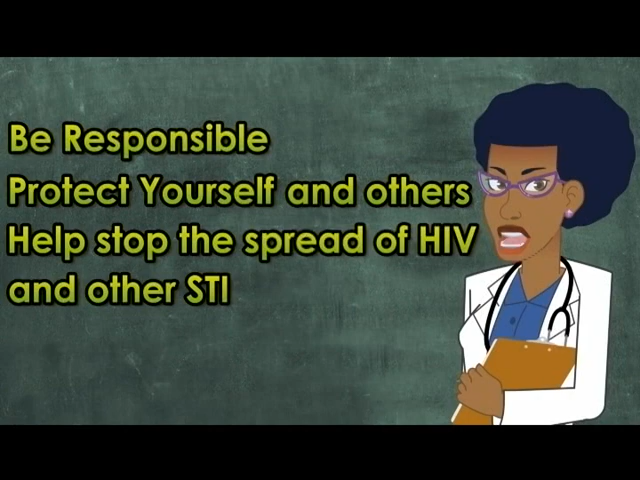 Be Responsible
Protect Yourself and others
Help stop the spread of HIV
and other STI